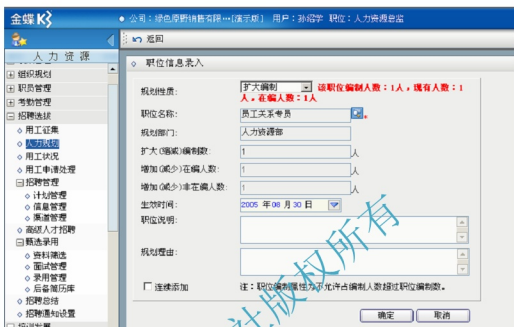 金蝶K3
公司：绿色原野销售有限…[演示版] 用户：孙绍学 职位：人力资源总监
返回
人 力 资 源
组织规划
职员管理
考勤管理
招聘选拔
用工征集
人力规划
用工状况
用工申请处理
招聘管理
计划管理
信息管理
渠道管理
高级人才招聘
甄选录用
资料筛选
面试管理
录用管理
后备简历库
招聘总结
招聘通知设置
培训发展
职位信息录入
规划性质： 扩大编制 该职位编制人数：1人，现有人数：1
人，在编人数：1人
职位名称： 员工关系专员 *
规划部门： 人力资源部
扩大(缩减)编制数： 1 人
增加(减少)在编人数： 1 人
增加(减少)非在编人数： 1 人
生效时间： 2005 年08 月30 日
职位说明：
规划理由：
连续添加 注：职位编制属性为不允许占编制人数超过职位编制数。
确定 取消
社版权所有